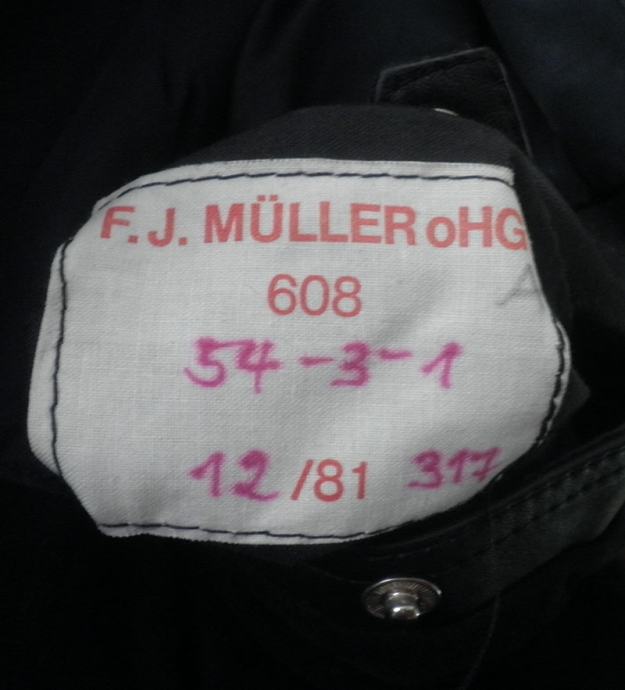 F. J. MÜLLER oHG
608
54-3-1
12/81 317